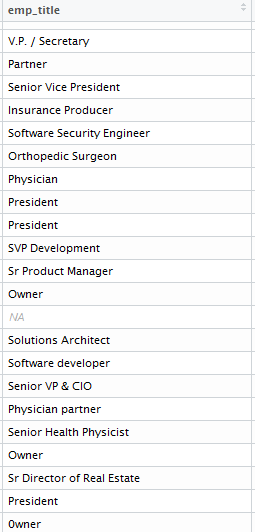 emp_title
V.P. / Secretary
Partner
Senior Vice President
Insurance Producer
Software Security Engineer
Orthopedic Surgeon
Physician
President
President
SVP Development
Sr Product Manager
Owner
NA
Solutions Architect
Software developer
Senior VP & CIO
Physician partner
Senior Health Physicist
Owner
Sr Director of Real Estate
President
0wner